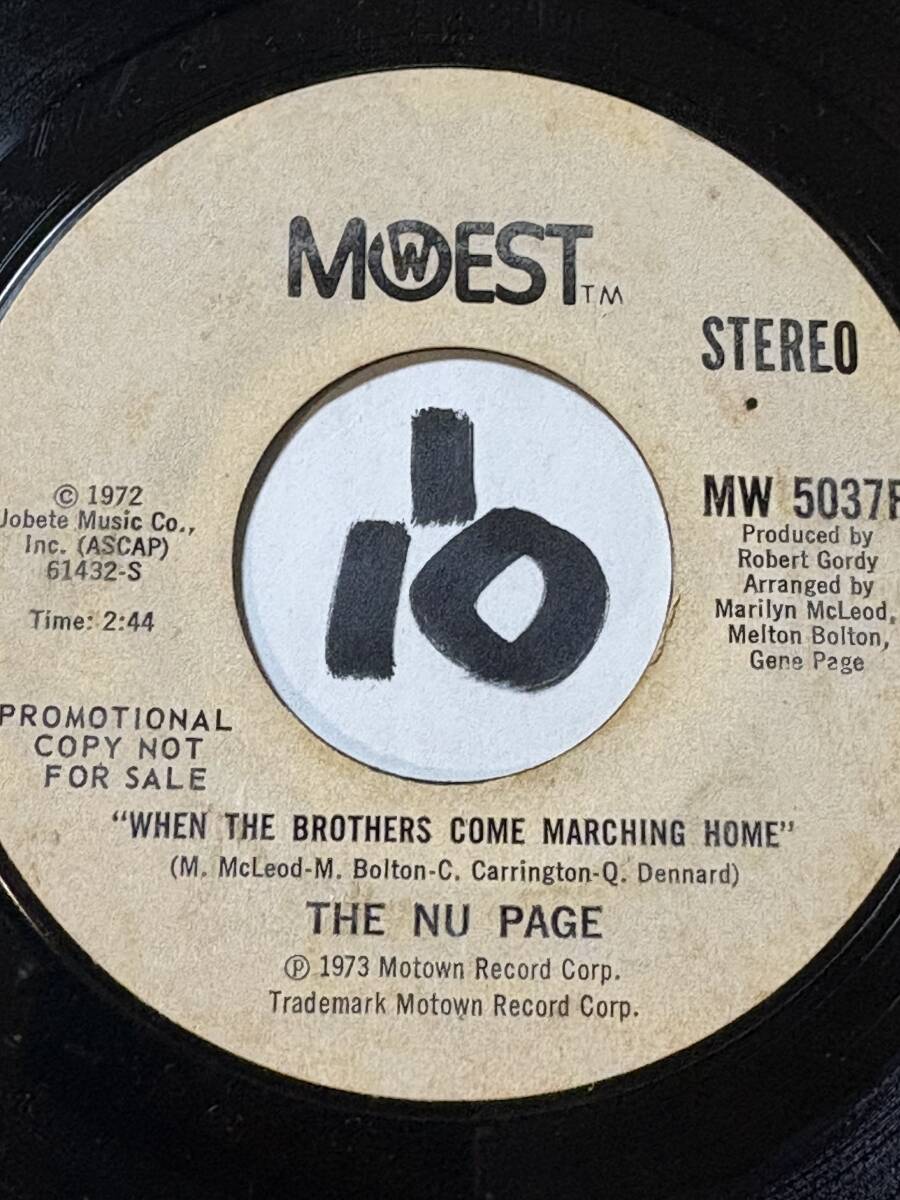 MOWEST TM
STEREO
© 1972
Jobete Music Co.,
Inc. (ASCAP)
61432-S
Time: 2:44
MW 5037F
Produced by
Robert Gordy
Arranged by
Marilyn McLeod,
Melton Bolton,
Gene Page
10
PROMOTIONAL
COPY NOT
FOR SALE
"WHEN THE BROTHERS COME MARCHING HOME"
(M. McLeod-M. Bolton-C. Carrington-Q. Dennard)
THE NU PAGE
℗ 1973 Motown Record Corp.
Trademark Motown Record Corp.